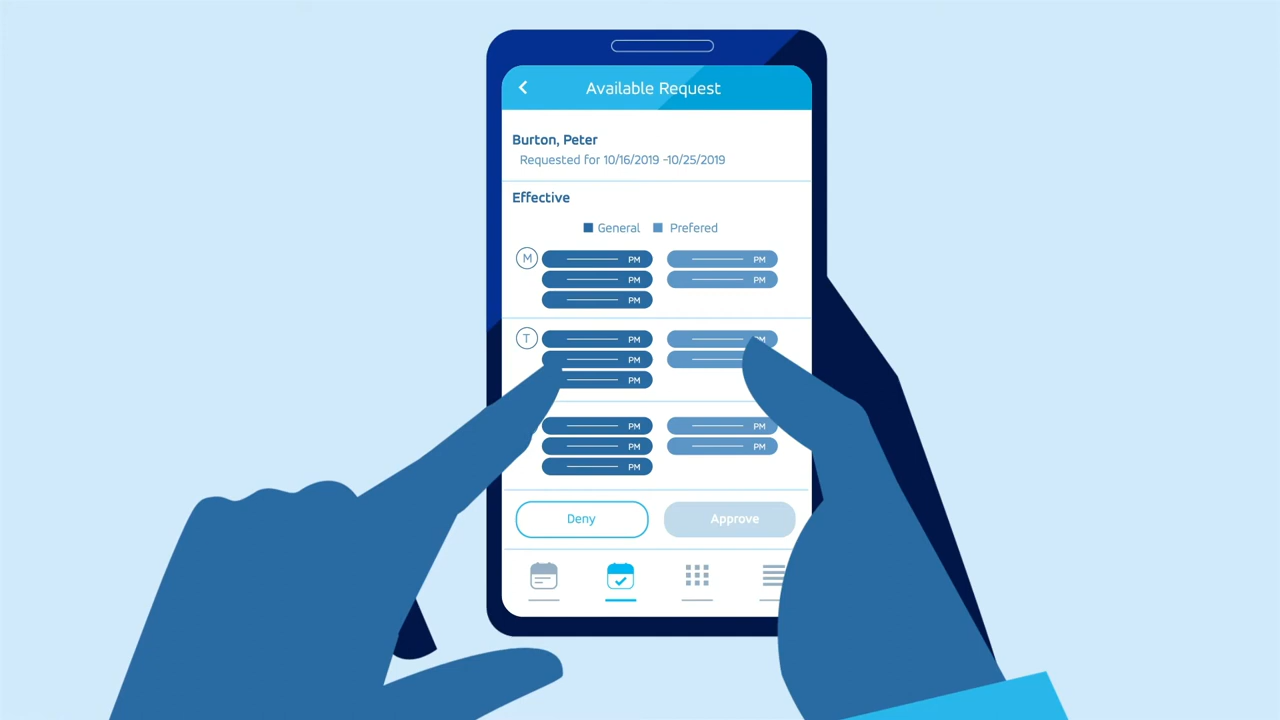 Available Request
Burton, Peter
Requested for 10/16/2019 -10/25/2019
Effective
General Prefered
M PM PM
PM PM
PM
T PM PM
PM
PM
PM PM
PM PM
PM
Deny Approve